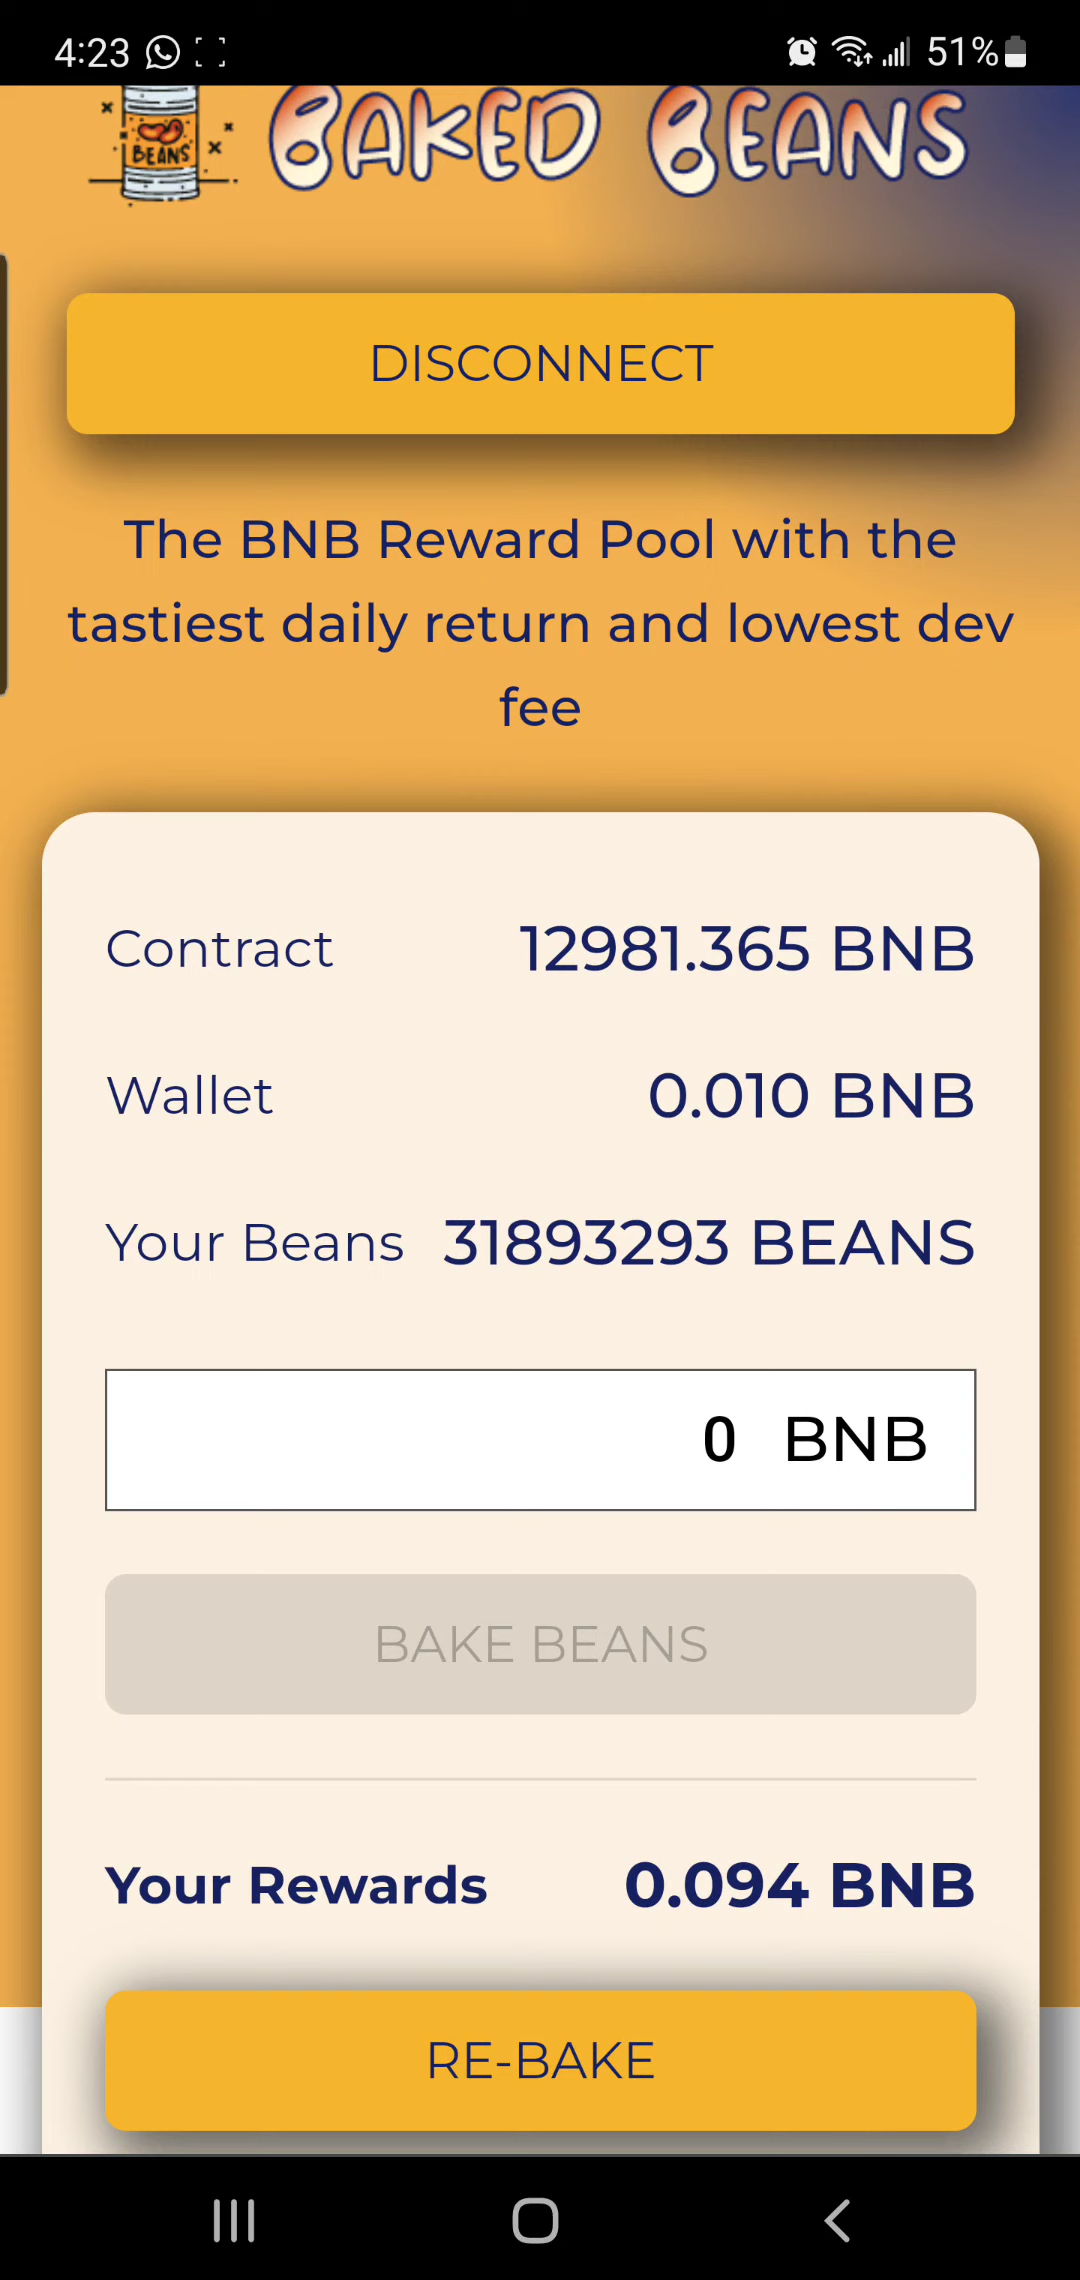 4:23 51%
BEANS BAKED BEANS
DISCONNECT
The BNB Reward Pool with the
tastiest daily return and lowest dev
fee
Contract 12981.365 BNB
Wallet 0.010 BNB
Your Beans 31893293 BEANS
0 BNB
BAKE BEANS
Your Rewards 0.094 BNB
RE-BAKE